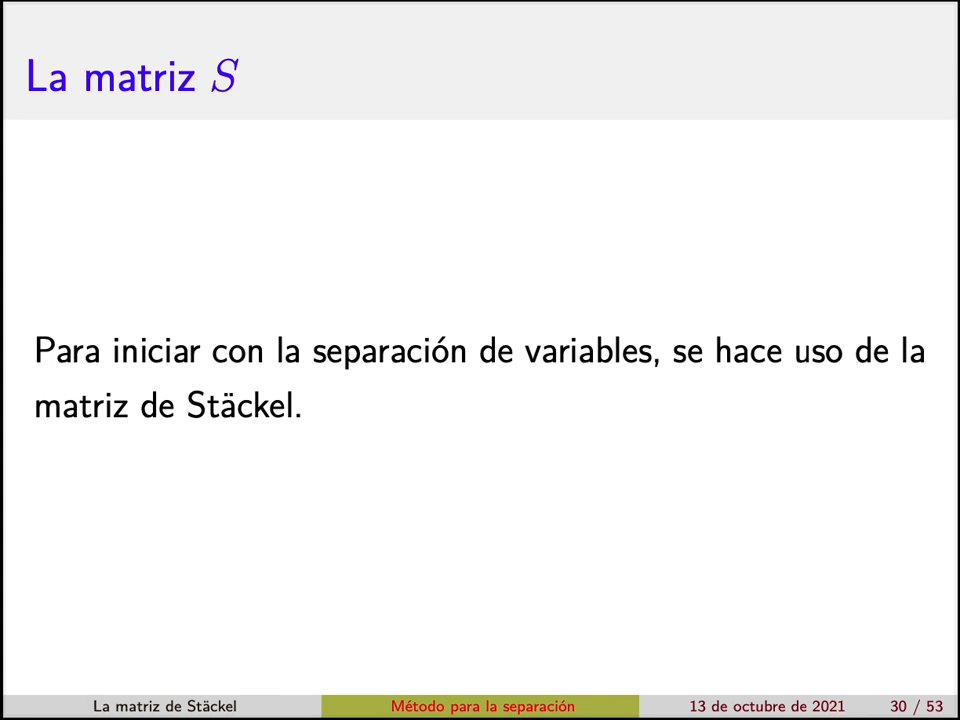 La matriz S
Para iniciar con la separación de variables, se hace uso de la
matriz de Stäckel.
La matriz de Stäckel Método para la separación 13 de octubre de 2021 30 / 53